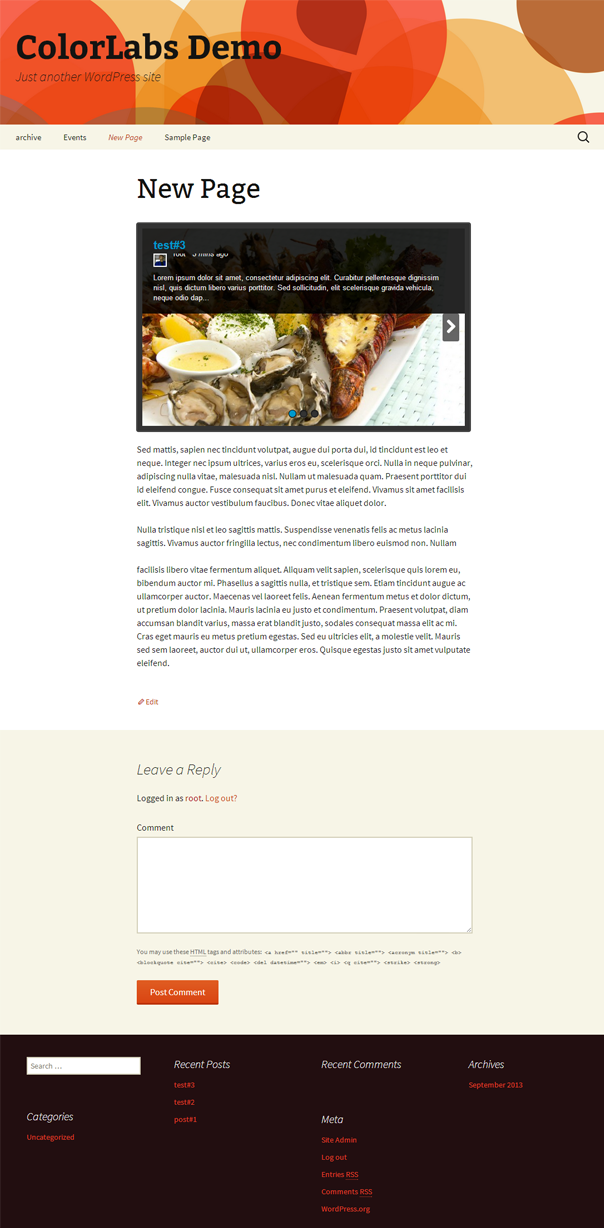 ColorLabs Demo
Just another WordPress site
archive Events New Page Sample Page
New Page
test#3
root 3 mins ago
Lorem ipsum dolor sit amet, consectetur adipiscing elit. Curabitur pellentesque dignissim
nisl, quis dictum libero varius porttitor. Sed sollicitudin, elit scelerisque gravida vehicula,
neque odio dap...
Sed mattis, sapien nec tincidunt volutpat, augue dui porta dui, id tincidunt est leo et
neque. Integer nec ipsum ultrices, varius eros eu, scelerisque orci. Nulla in neque pulvinar,
adipiscing nulla vitae, malesuada nisl. Nullam ut malesuada quam. Praesent porttitor dui
id eleifend congue. Fusce consequat sit amet purus et eleifend. Vivamus sit amet facilisis
elit. Vivamus auctor vestibulum faucibus. Donec vitae aliquet dolor.
Nulla tristique nisl et leo sagittis mattis. Suspendisse venenatis felis ac metus lacinia
sagittis. Vivamus auctor fringilla lectus, nec condimentum libero euismod non. Nullam
facilisis libero vitae fermentum aliquet. Aliquam velit sapien, scelerisque quis lorem eu,
bibendum auctor mi. Phasellus a sagittis nulla, et tristique sem. Etiam tincidunt augue ac
ullamcorper auctor. Maecenas vel laoreet felis. Aenean fermentum metus et dolor dictum,
ut pretium dolor lacinia. Mauris lacinia eu justo et condimentum. Praesent volutpat, diam
accumsan blandit varius, massa erat blandit justo, sodales consequat massa elit ac mi.
Cras eget mauris eu metus pretium egestas. Sed eu ultricies elit, a molestie velit. Mauris
sed sem laoreet, auctor dui ut, ullamcorper eros. Quisque egestas justo sit amet vulputate
eleifend.
Edit
Leave a Reply
Logged in as root. Log out?
Comment
You may use these HTML tags and attributes: <a href="" title=""> <abbr title=""> <acronym title=""> <b>
<blockquote cite=""> <cite> <code> <del datetime=""> <em> <i> <q cite=""> <strike> <strong>
Post Comment
Search ...
Categories
Uncategorized
Recent Posts
test#3
test#2
post#1
Recent Comments
Meta
Site Admin
Log out
Entries RSS
Comments RSS
WordPress.org
Archives
September 2013